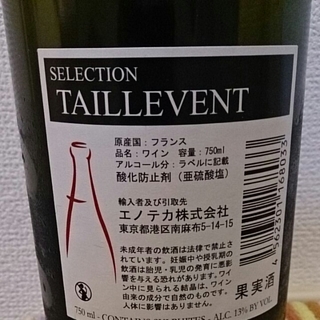 SELECTION
TAILLEVENT
原産国：フランス
品名：ワイン 容量：750ml
アルコール分：ラベルに記載
酸化防止剤（亜硫酸塩）
輸入者及び引取先
エノテカ株式会社
東京都港区南麻布5-14-15
未成年者の飲酒は法律で禁止さ
れています。妊娠中や授乳期の
飲酒は胎児・乳児の発育に悪影
響を与える恐れがあります。ワイ
ン中に見られる結晶は、ワイン
由来の成分で自然のものです。
人体に影響はありません。
果実酒
4 562301 768033
750 ml - CONTAINS SULPHITES - ALC. 13% BY VOL